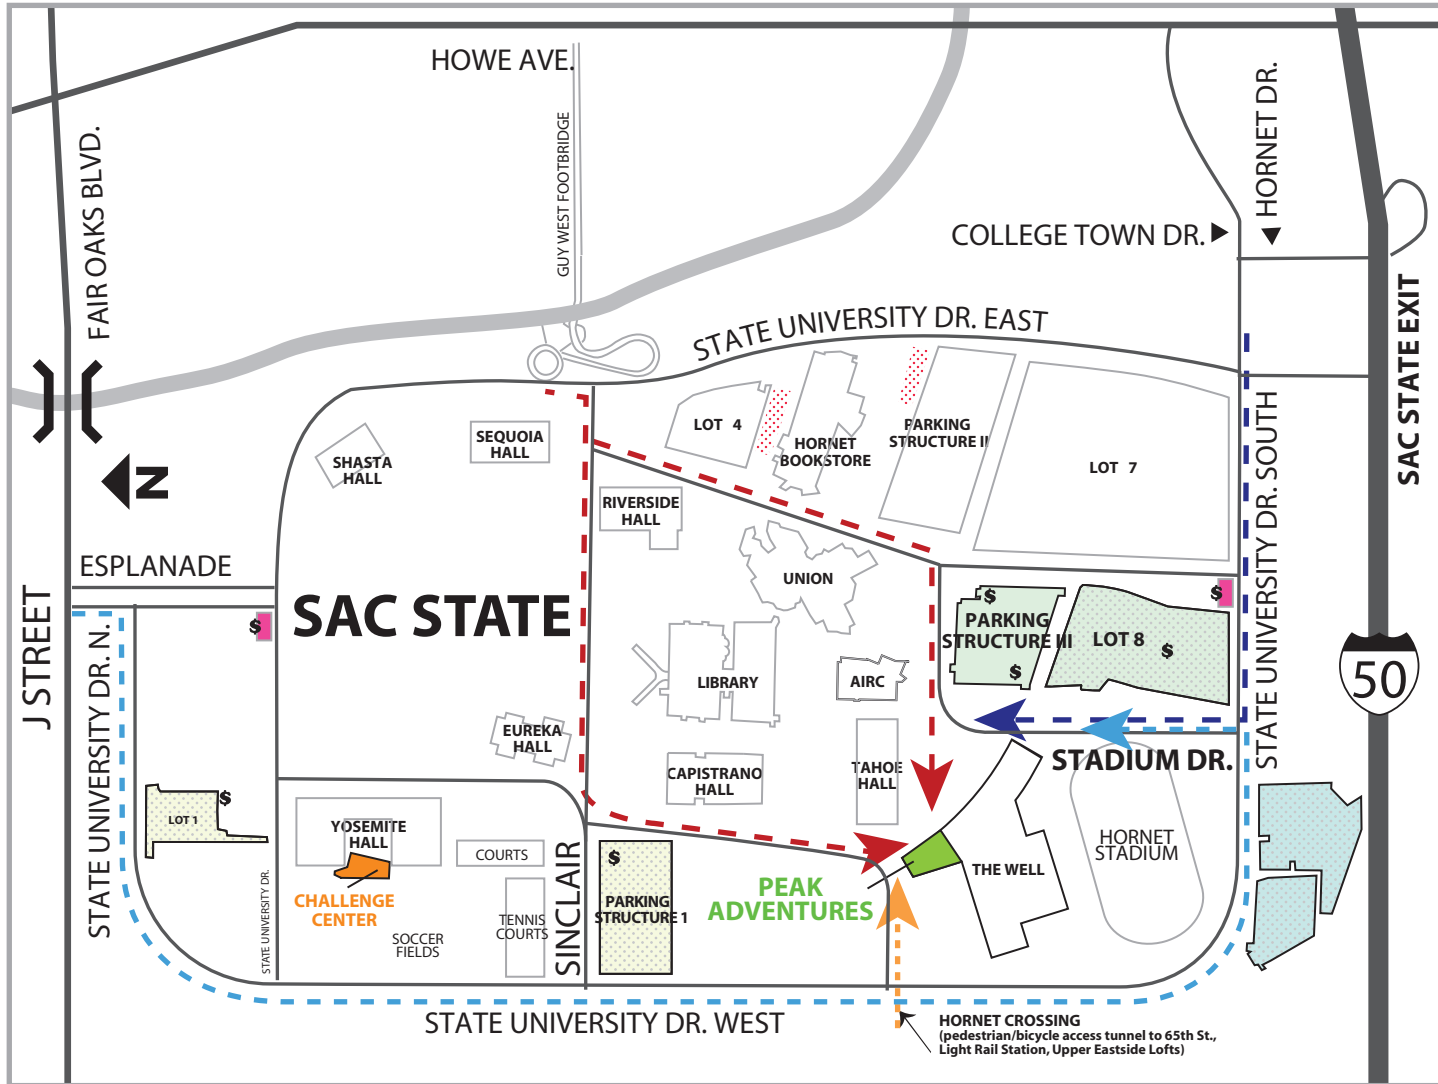 HOWE AVE.
HORNET DR.
FAIR OAKS BLVD.
GUY WEST FOOTBRIDGE
COLLEGE TOWN DR.
SAC STATE EXIT
STATE UNIVERSITY DR. EAST
LOT 4
HORNET
BOOKSTORE
PARKING
STRUCTURE II
LOT 7
SEQUOIA
HALL
SHASTA
HALL
N
RIVERSIDE
HALL
STATE UNIVERSITY DR. SOUTH
ESPLANADE
UNION
SAC STATE
$
$
$
PARKING
STRUCTURE III
$
LOT 8
$
J STREET
STATE UNIVERSITY DR. N.
LIBRARY
AIRC
50
EUREKA
HALL
CAPISTRANO
HALL
TAHOE
HALL
STADIUM DR.
$
LOT 1
YOSEMITE
HALL
COURTS
SINCLAIR
$
PARKING
STRUCTURE 1
HORNET
STADIUM
THE WELL
PEAK
ADVENTURES
CHALLENGE
CENTER
STATE UNIVERSITY DR.
SOCCER
FIELDS
TENNIS
COURTS
STATE UNIVERSITY DR. WEST
HORNET CROSSING
(pedestrian/bicycle access tunnel to 65th St.,
Light Rail Station, Upper Eastside Lofts)